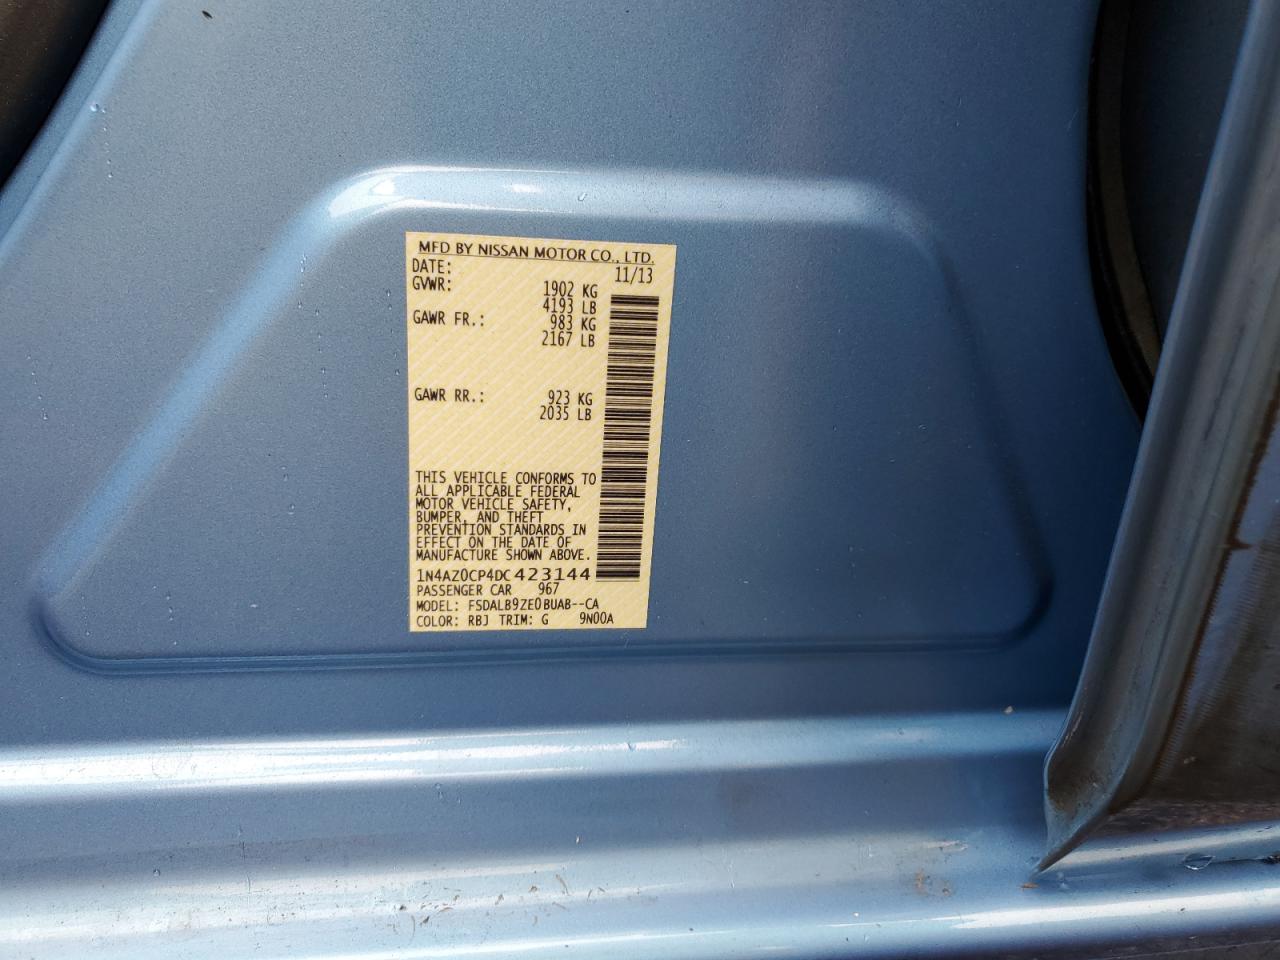 MFD BY NISSAN MOTOR CO., LTD.
DATE: 11/13
GVWR: 1902 KG
4193 LB
GAWR FR.: 983 KG
2167 LB
GAWR RR.: 923 KG
2035 LB
THIS VEHICLE CONFORMS TO
ALL APPLICABLE FEDERAL
MOTOR VEHICLE SAFETY,
BUMPER, AND THEFT
PREVENTION STANDARDS IN
EFFECT ON THE DATE OF
MANUFACTURE SHOWN ABOVE.
1N4AZ0CP4DC423144
PASSENGER CAR 967
MODEL: FSDALB9ZE0BUAB--CA
COLOR: RBJ TRIM: G 9N00A